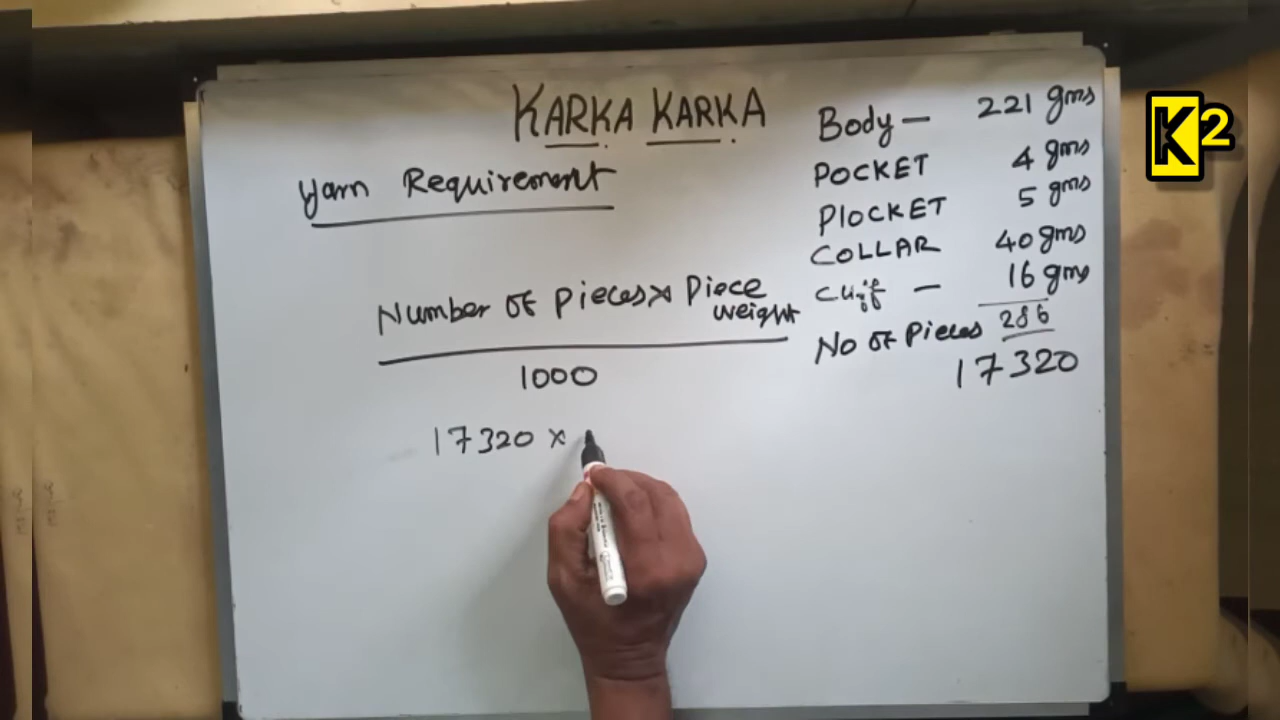 KARKA KARKA
Yarn Requirement
Number of Pieces x Piece weight
1000
17320 x
Body - 221 gms
POCKET 4 gms
PlOCKET 5 gms
COLLAR 40 gms
Cuff - 16 gms
286
No of Pieces 17320
K2